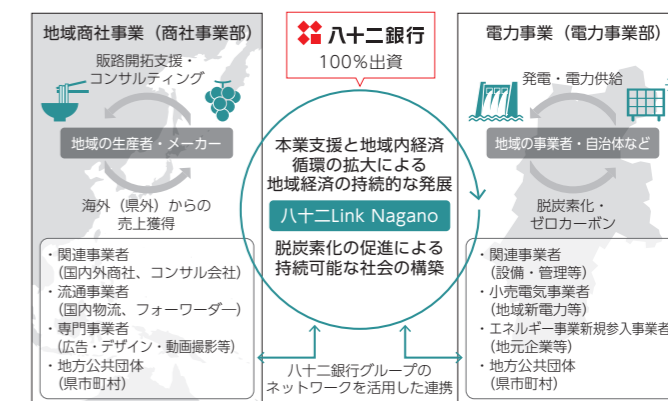 地域商社事業（商社事業部）
販路開拓支援・
コンサルティング
地域の生産者・メーカー
海外（県外）からの
売上獲得
・関連事業者
（国内外商社、コンサル会社）
・流通事業者
（国内物流、フォーワーダー）
・専門事業者
（広告・デザイン・動画撮影等）
・地方公共団体
（県市町村）
八十二銀行
100％出資
本業支援と地域内経済
循環の拡大による
地域経済の持続的な発展
八十二Link Nagano
脱炭素化の促進による
持続可能な社会の構築
八十二銀行グループの
ネットワークを活用した連携
電力事業（電力事業部）
発電・電力供給
地域の事業者・自治体など
脱炭素化・
ゼロカーボン
・関連事業者
（設備・管理等）
・小売電気事業者
（地域新電力等）
・エネルギー事業新規参入事業者
（地元企業等）
・地方公共団体
（県市町村）